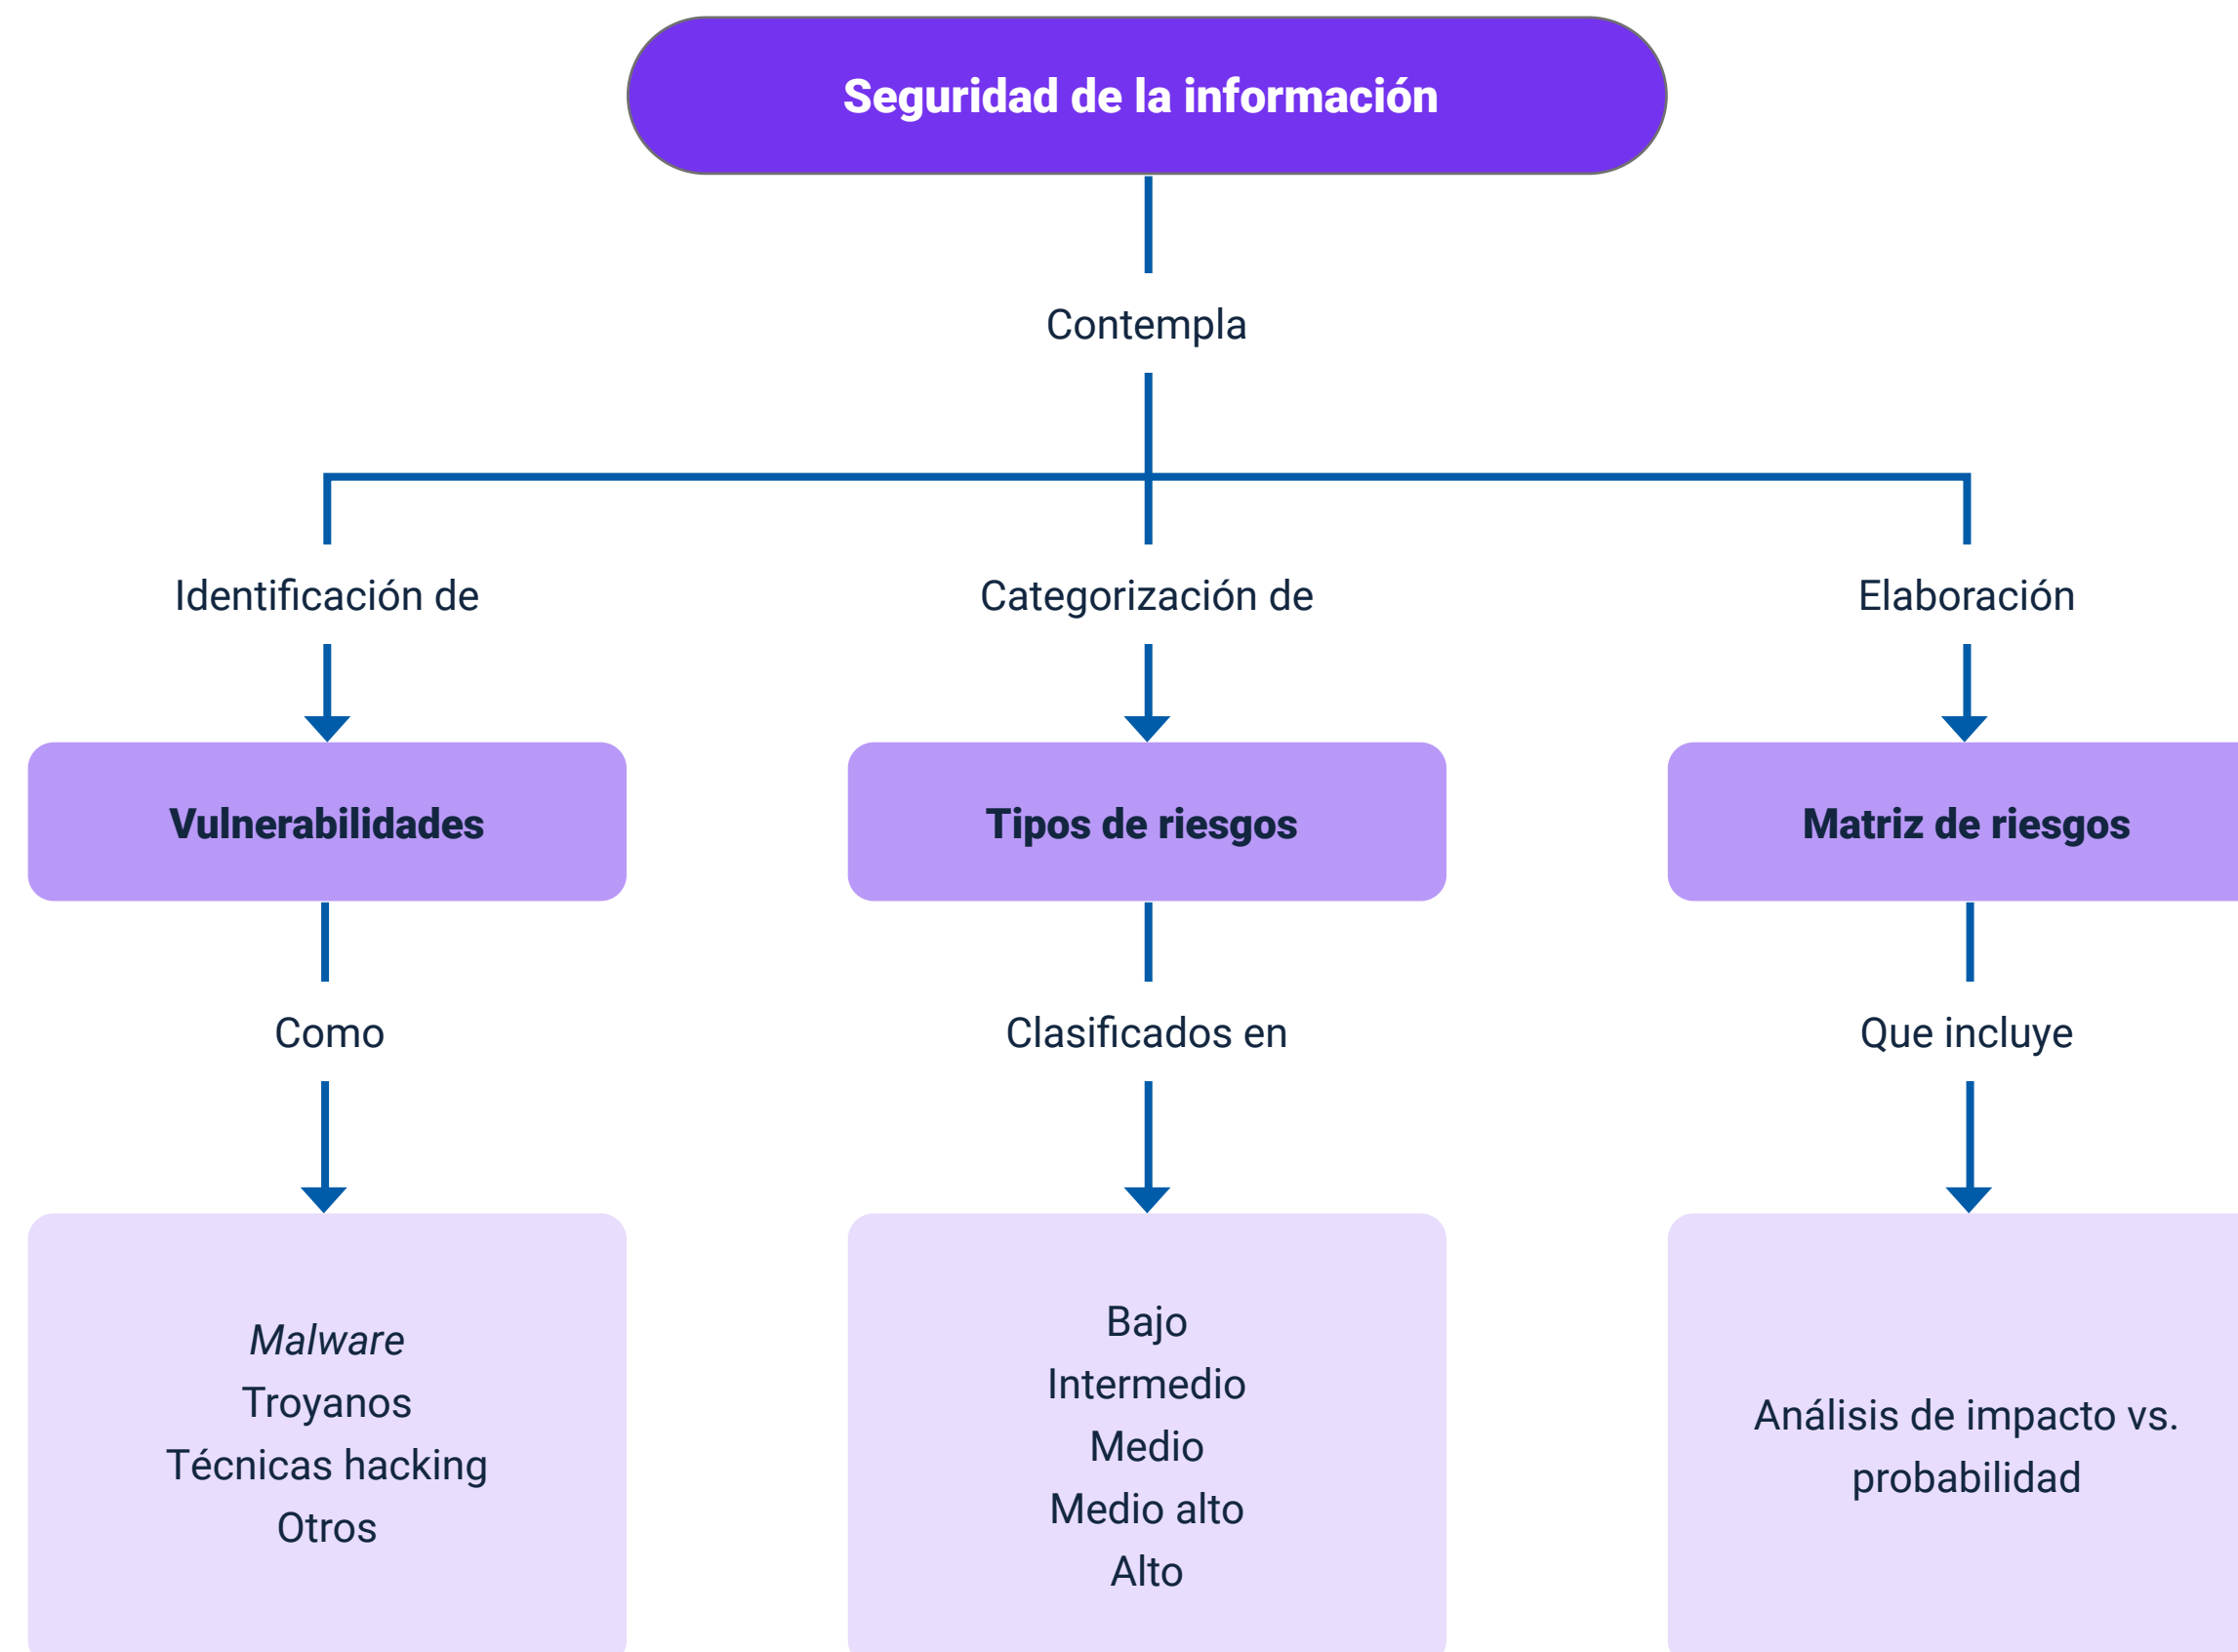 Seguridad de la información
Contempla
Identificación de
Categorización de
Elaboración
Vulnerabilidades
Tipos de riesgos
Matriz de riesgos
Como
Clasificados en
Que incluye
Malware
Troyanos
Técnicas hacking
Otros
Bajo
Intermedio
Medio
Medio alto
Alto
Análisis de impacto vs.
probabilidad